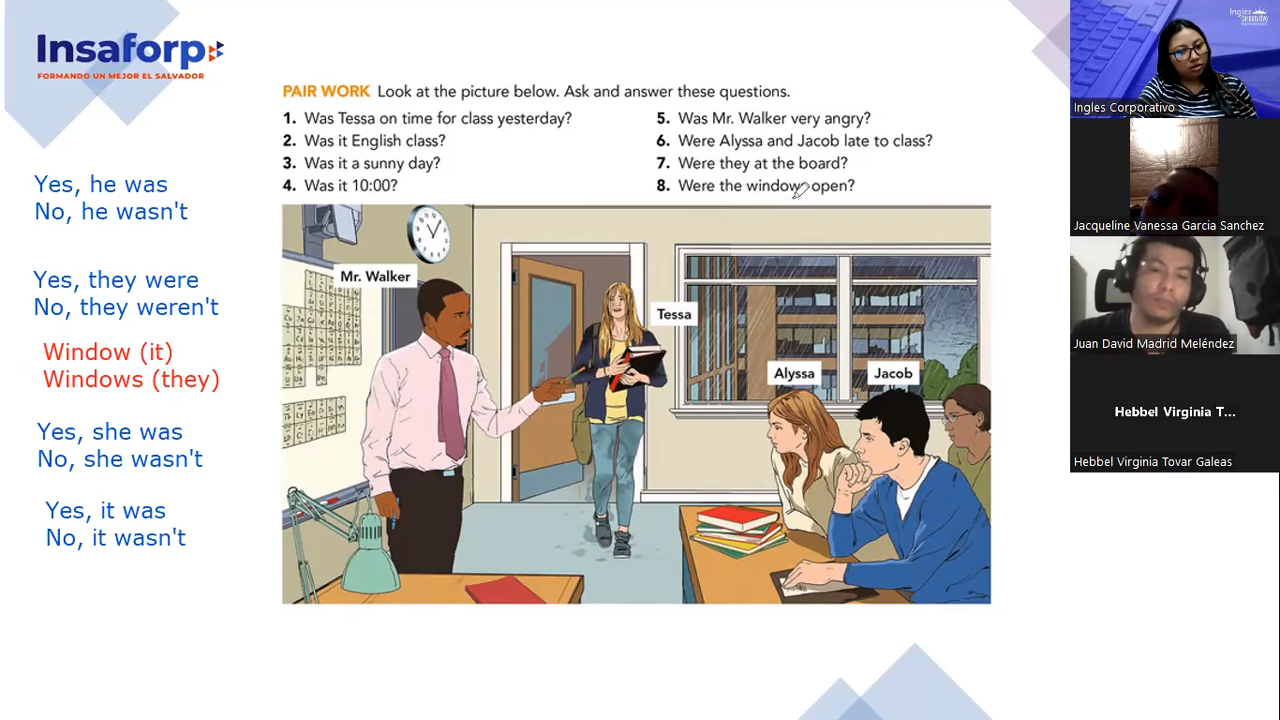 Insaforp
FORMANDO UN MEJOR EL SALVADOR
PAIR WORK Look at the picture below. Ask and answer these questions.
1. Was Tessa on time for class yesterday?
2. Was it English class?
3. Was it a sunny day?
4. Was it 10:00?
5. Was Mr. Walker very angry?
6. Were Alyssa and Jacob late to class?
7. Were they at the board?
8. Were the windows open?
Yes, he was
No, he wasn't
Yes, they were
No, they weren't
Window (it)
Windows (they)
Yes, she was
No, she wasn't
Yes, it was
No, it wasn't
Mr. Walker
Tessa
Alyssa
Jacob
Ingles Corporativo
Jacqueline Vanessa Garcia Sanchez
Juan David Madrid Meléndez
Hebbel Virginia T...
Hebbel Virginia Tovar Galeas